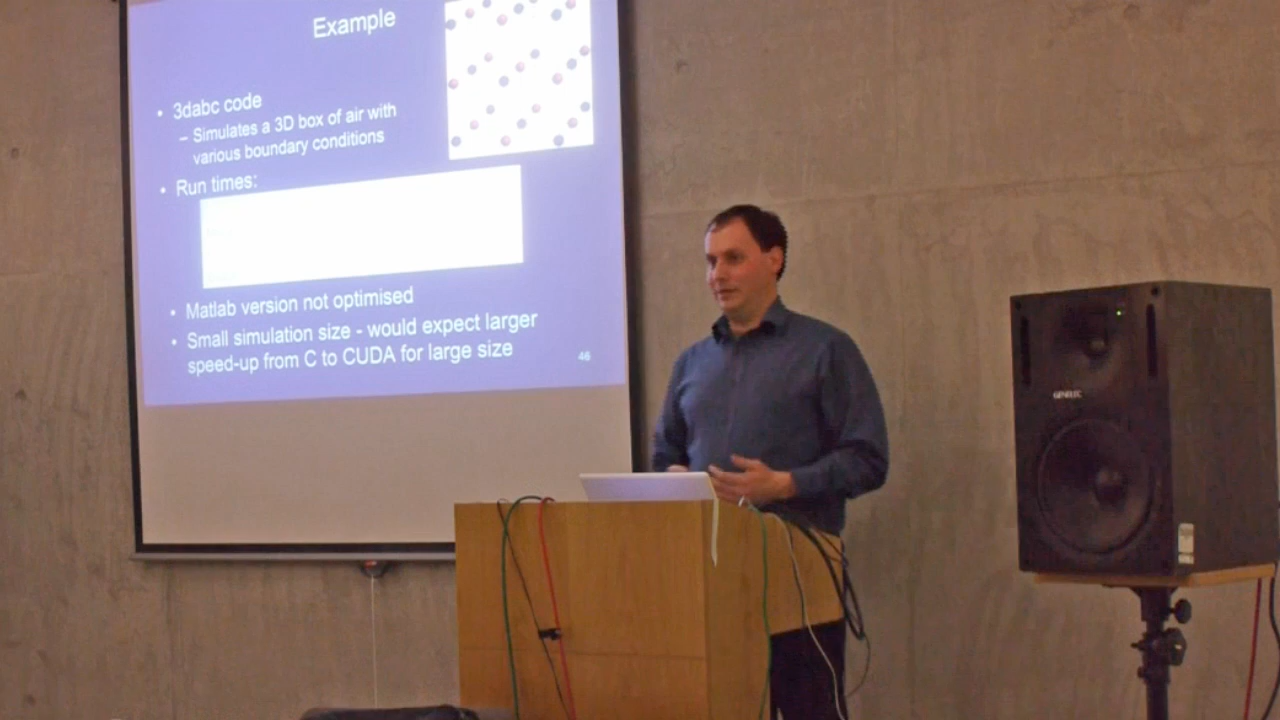 Example
• 3dabc code
– Simulates a 3D box of air with
various boundary conditions
• Run times:
• Matlab version not optimised
• Small simulation size - would expect larger
speed-up from C to CUDA for large size
46
GENELEC